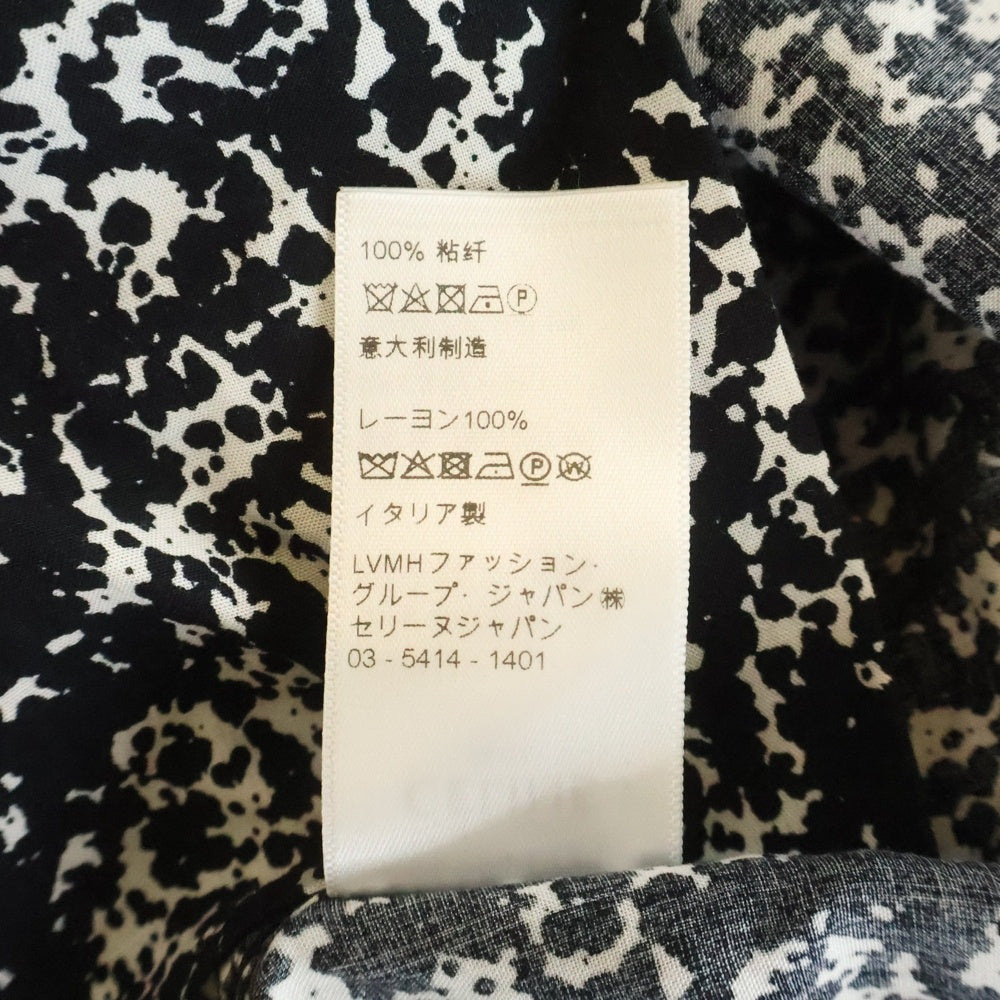 100% 粘纤
P
意大利制造
レーヨン100%
P W
イタリア製
LVMHファッション・
グループ・ジャパン㈱
セリーヌジャパン
03 - 5414 - 1401